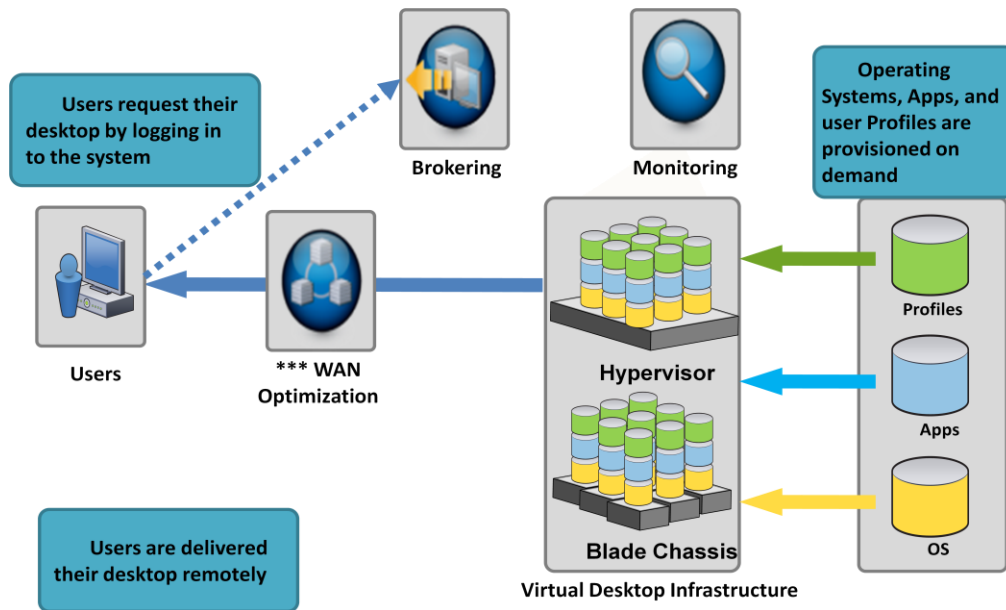 Users request their
desktop by logging in
to the system
Brokering
Monitoring
Operating
Systems, Apps, and
user Profiles are
provisioned on
demand
Users
*** WAN
Optimization
Hypervisor
Blade Chassis
Virtual Desktop Infrastructure
Profiles
Apps
OS
Users are delivered
their desktop remotely